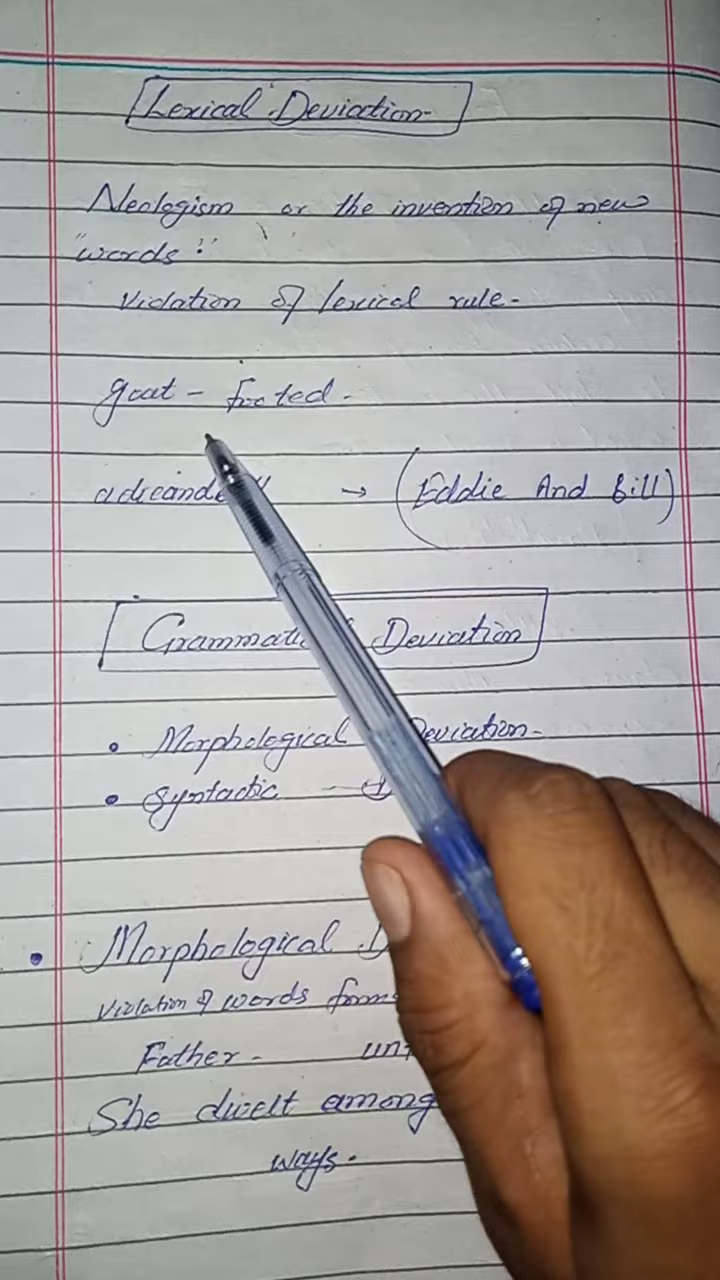 Lexical Deviation
Neologism or the invention of new
"words".
Violation of lexical rule.
goat - footed.
→ (Eddie And Bill)
Deviation
• Morphological Deviation.
• Syntactic
• Morphological
Violation of words
Father -
She dwelt among
ways.